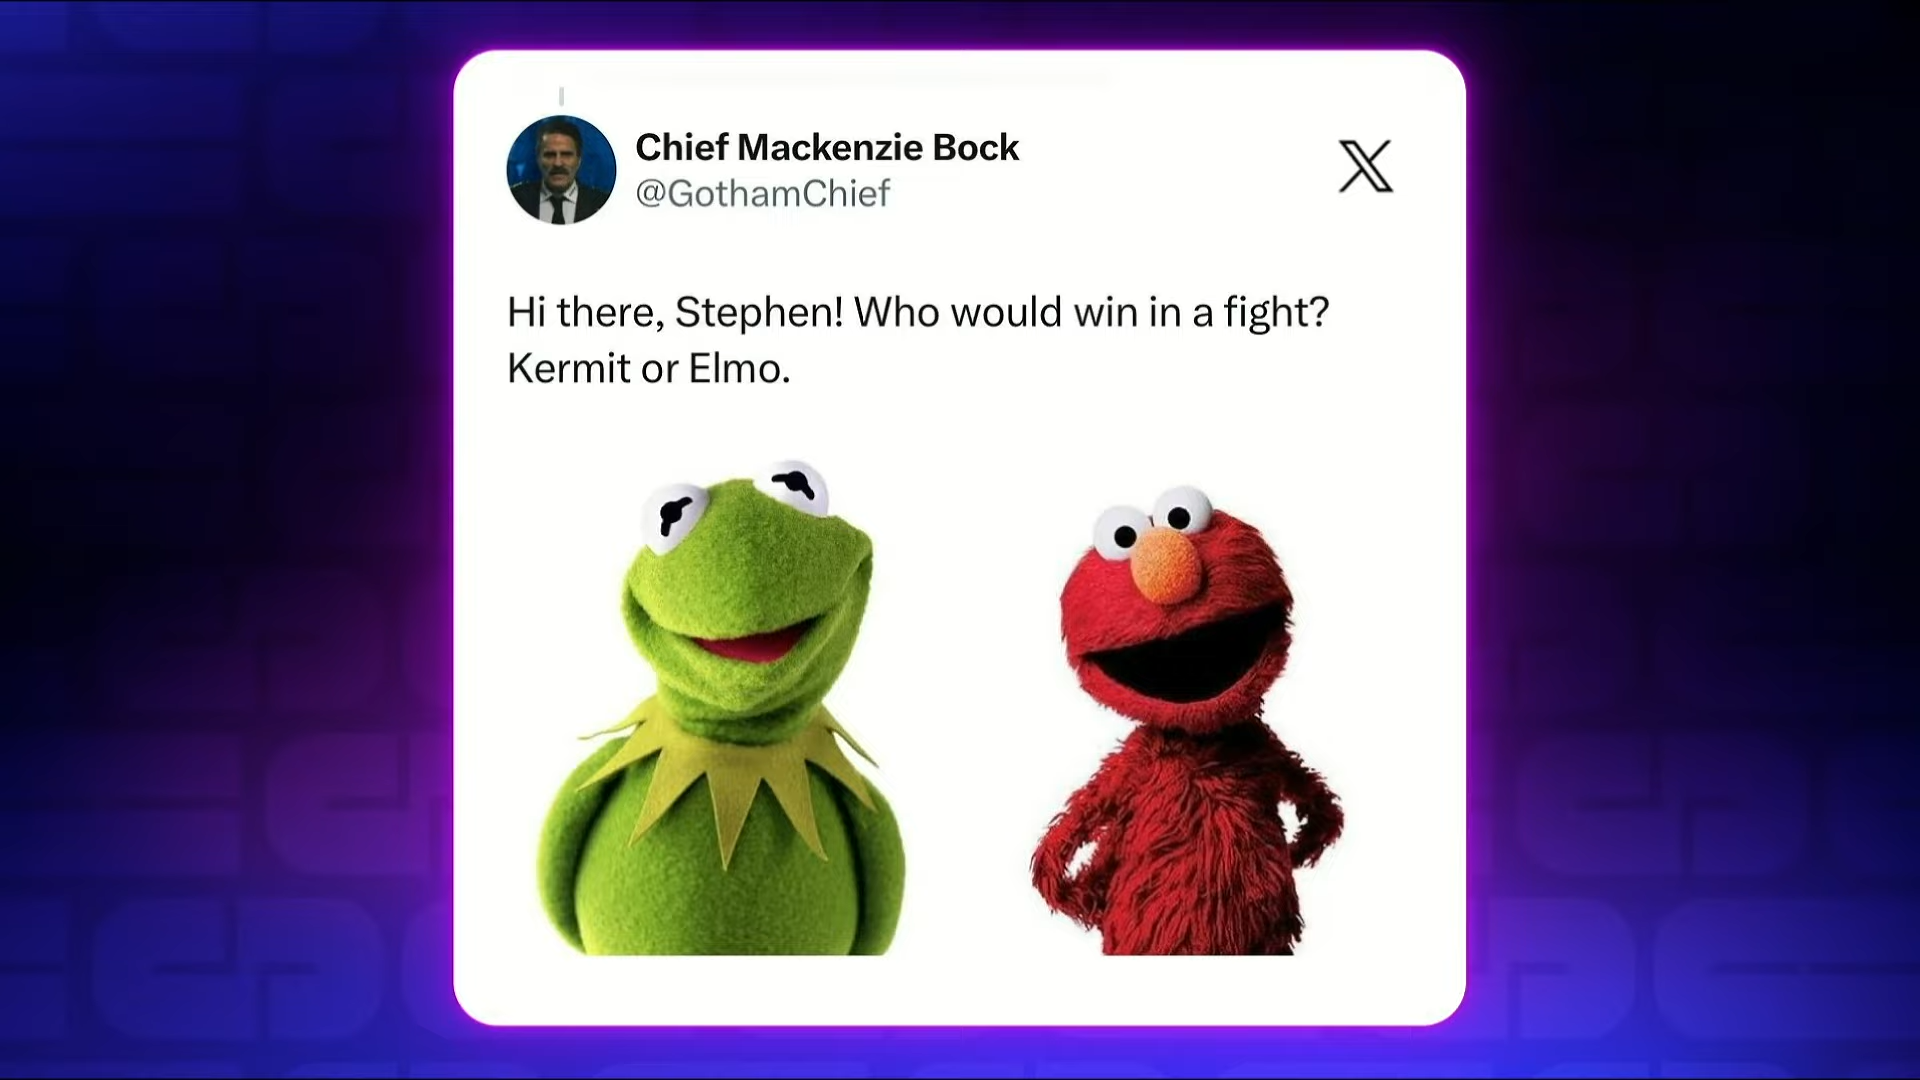 Chief Mackenzie Bock
@GothamChief
Hi there, Stephen! Who would win in a fight?
Kermit or Elmo.